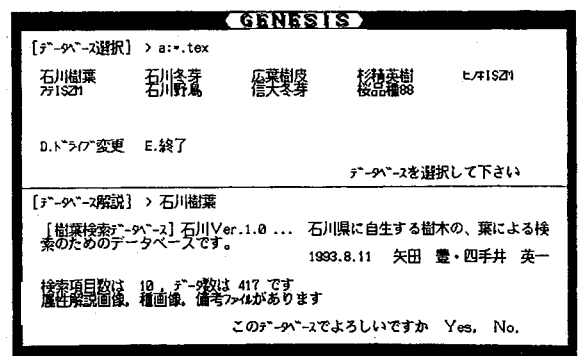 GENESIS
[ﾃﾞｰﾀﾍﾞｰｽ選択] > a:*.tex
石川樹葉 石川冬芽 広葉樹皮 杉精英樹 ﾋﾉｷISZM
ｱﾃISZM 石川野鳥 信大冬芽 桜品種88
D.ﾄﾞﾗｲﾌﾞ変更 E.終了
ﾃﾞｰﾀﾍﾞｰｽを選択して下さい
[ﾃﾞｰﾀﾍﾞｰｽ解説] > 石川樹葉
[樹葉検索ﾃﾞｰﾀﾍﾞｰｽ] 石川Ver.1.0 ... 石川県に自生する樹木の、葉による検
索のためのデータベースです。
1993.8.11 矢田 豊・四手井 英一
検索項目数は 10 , ﾃﾞｰﾀ数は 417 です
属性解説画像, 種画像, 備考ﾌｧｲﾙがあります
このﾃﾞｰﾀﾍﾞｰｽでよろしいですか Yes, No.